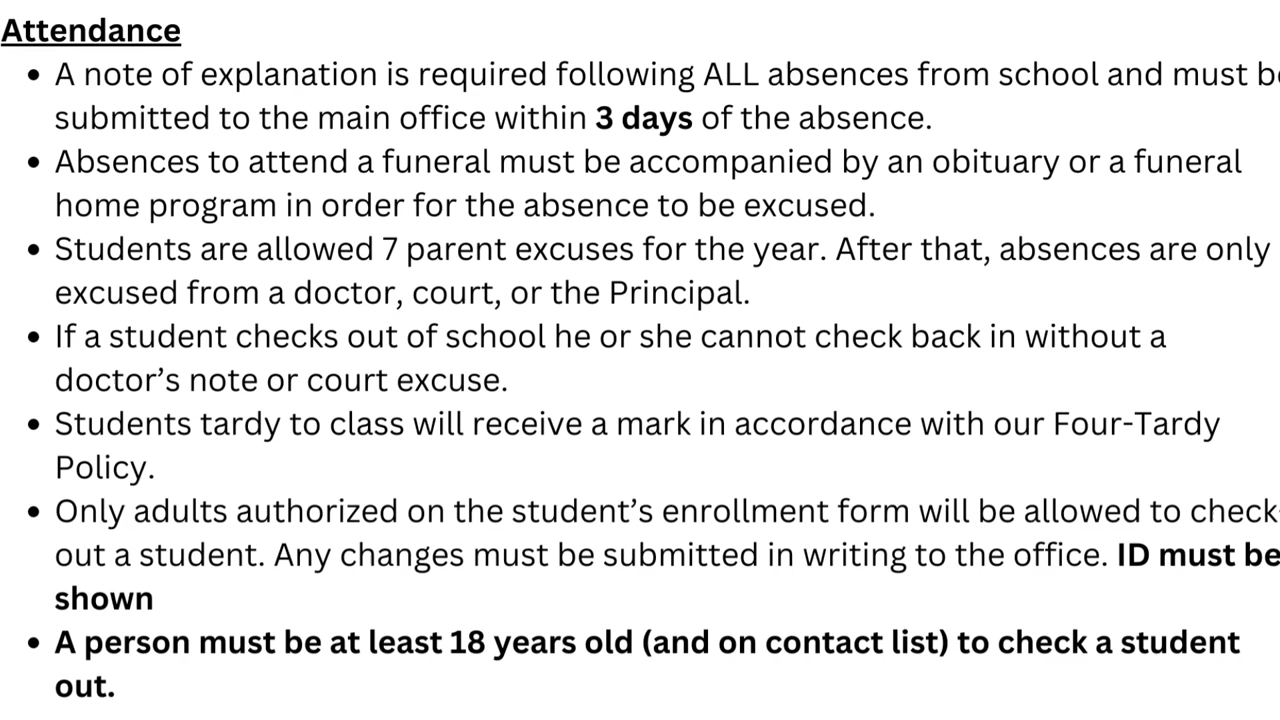 Attendance
• A note of explanation is required following ALL absences from school and must be
submitted to the main office within 3 days of the absence.
• Absences to attend a funeral must be accompanied by an obituary or a funeral
home program in order for the absence to be excused.
• Students are allowed 7 parent excuses for the year. After that, absences are only
excused from a doctor, court, or the Principal.
• If a student checks out of school he or she cannot check back in without a
doctor’s note or court excuse.
• Students tardy to class will receive a mark in accordance with our Four-Tardy
Policy.
• Only adults authorized on the student’s enrollment form will be allowed to check-
out a student. Any changes must be submitted in writing to the office. ID must be
shown
• A person must be at least 18 years old (and on contact list) to check a student
out.